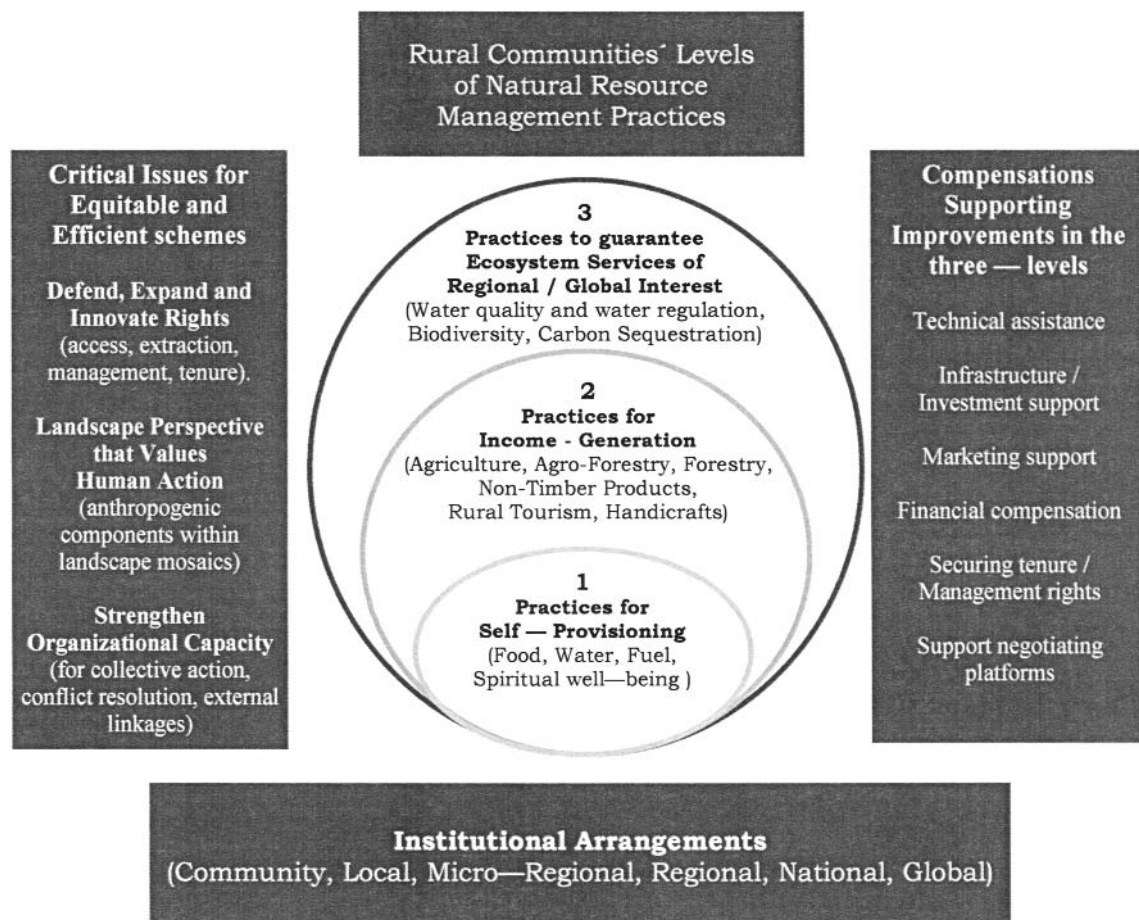 Rural Communities´ Levels
of Natural Resource
Management Practices
Critical Issues for
Equitable and
Efficient schemes
Defend, Expand and
Innovate Rights
(access, extraction,
management, tenure).
Landscape Perspective
that Values
Human Action
(anthropogenic
components within
landscape mosaics)
Strengthen
Organizational Capacity
(for collective action,
conflict resolution, external
linkages)
3
Practices to guarantee
Ecosystem Services of
Regional / Global Interest
(Water quality and water regulation,
Biodiversity, Carbon Sequestration)
2
Practices for
Income - Generation
(Agriculture, Agro-Forestry, Forestry,
Non-Timber Products,
Rural Tourism, Handicrafts)
1
Practices for
Self — Provisioning
(Food, Water, Fuel,
Spiritual well—being )
Compensations
Supporting
Improvements in the
three — levels
Technical assistance
Infrastructure /
Investment support
Marketing support
Financial compensation
Securing tenure /
Management rights
Support negotiating
platforms
Institutional Arrangements
(Community, Local, Micro—Regional, Regional, National, Global)